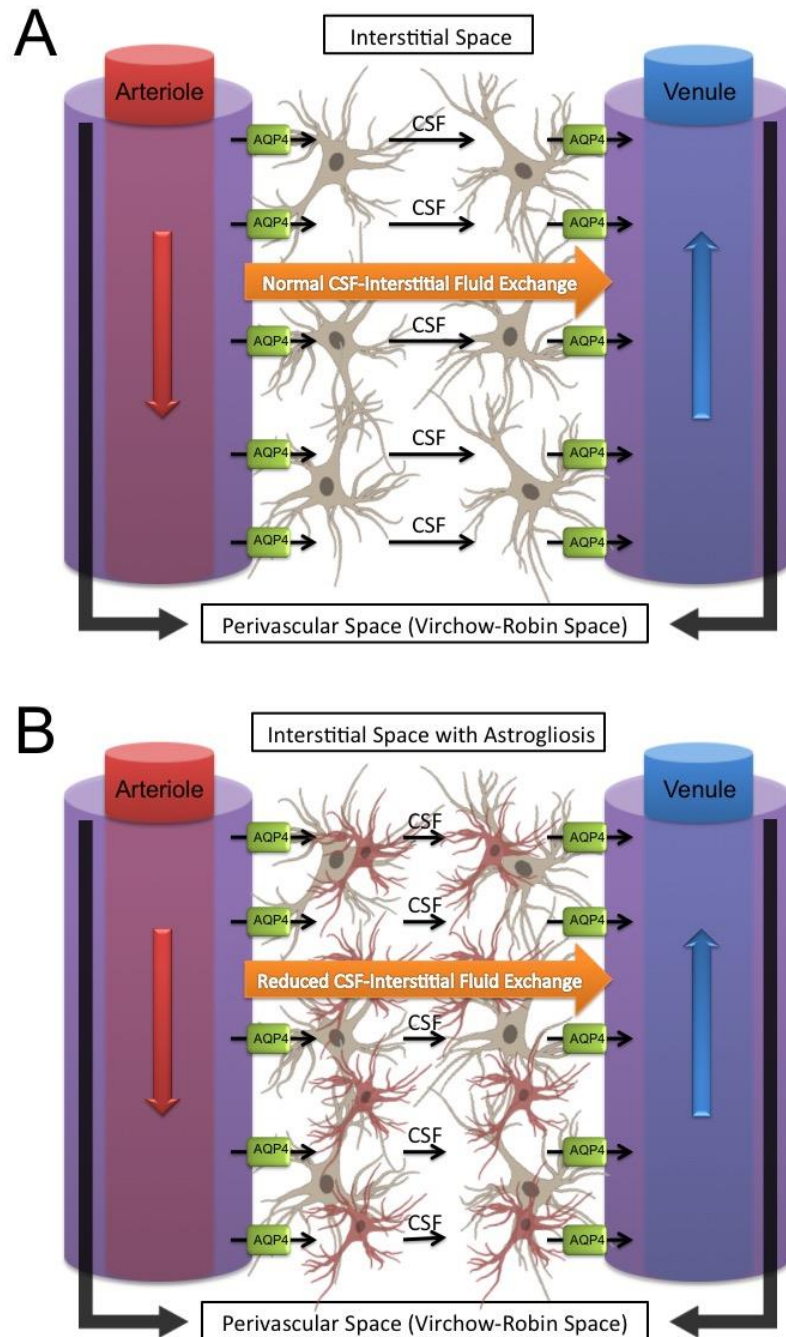 A
Interstitial Space
Arteriole
Venule
AQP4 CSF AQP4
AQP4 CSF AQP4
Normal CSF-Interstitial Fluid Exchange
AQP4 CSF AQP4
AQP4 CSF AQP4
AQP4 CSF AQP4
Perivascular Space (Virchow-Robin Space)
B
Interstitial Space with Astrogliosis
Arteriole
Venule
AQP4 CSF AQP4
AQP4 CSF AQP4
Reduced CSF-Interstitial Fluid Exchange
AQP4 CSF AQP4
AQP4 CSF AQP4
AQP4 CSF AQP4
Perivascular Space (Virchow-Robin Space)